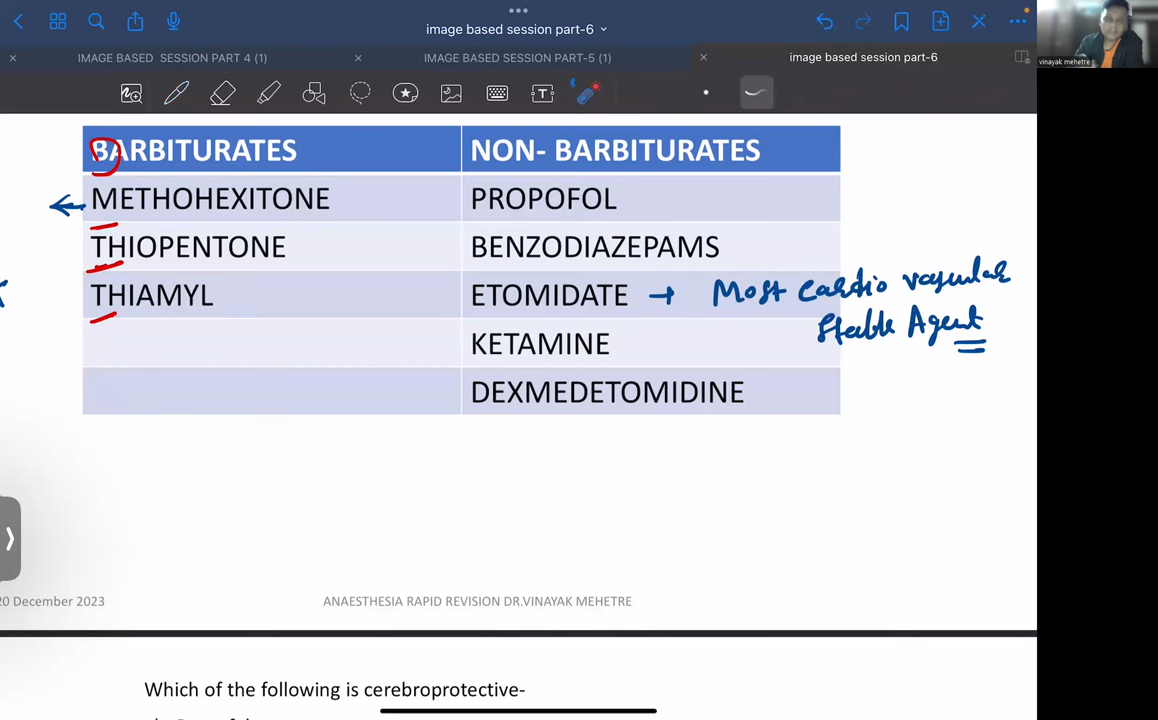 image based session part-6
IMAGE BASED SESSION PART 4 (1)
IMAGE BASED SESSION PART-5 (1)
image based session part-6
vinayak mehetre
BARBITURATES
NON- BARBITURATES
METHOHEXITONE
PROPOFOL
THIOPENTONE
BENZODIAZEPAMS
THIAMYL
ETOMIDATE → Most Cardio vascular
Stable Agent
KETAMINE
DEXMEDETOMIDINE
20 December 2023
ANAESTHESIA RAPID REVISION DR.VINAYAK MEHETRE
Which of the following is cerebroprotective-